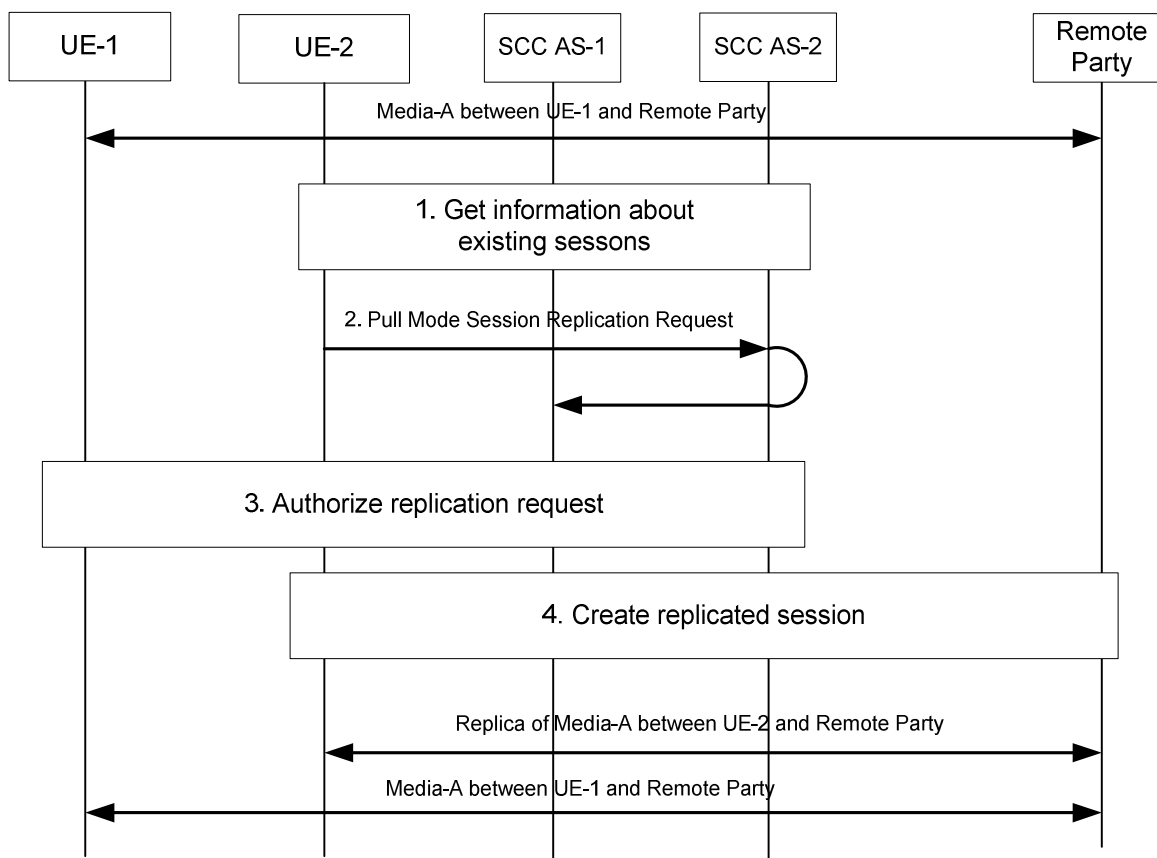 UE-1
UE-2
SCC AS-1
SCC AS-2
Remote
Party
Media-A between UE-1 and Remote Party
1. Get information about
existing sessons
2. Pull Mode Session Replication Request
3. Authorize replication request
4. Create replicated session
Replica of Media-A between UE-2 and Remote Party
Media-A between UE-1 and Remote Party